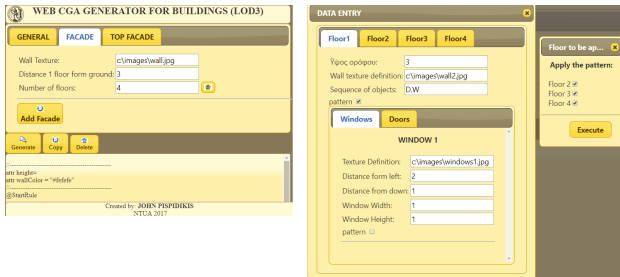 WEB CGA GENERATOR FOR BUILDINGS (LOD3)
GENERAL FACADE TOP FACADE
Wall Texture: c\images\wall.jpg
Distance 1 floor form ground: 3
Number of floors: 4
Add Facade
Generate Copy Delete
attr height=
attr wallColor = "#fefefe"
@StartRule
Created by: JOHN PISPIDIKIS
NTUA 2017
DATA ENTRY
Floor1 Floor2 Floor3 Floor4
Ύψος ορόφου: 3
Wall texture definition: c\images\wall2.jpg
Sequence of objects: D,W
pattern
Windows Doors
WINDOW 1
Texture Definition: c\images\windows1.jpg
Distance form left: 2
Distance from down: 1
Window Width: 1
Window Height: 1
pattern
Floor to be ap...
Apply the pattern:
Floor 2
Floor 3
Floor 4
Execute